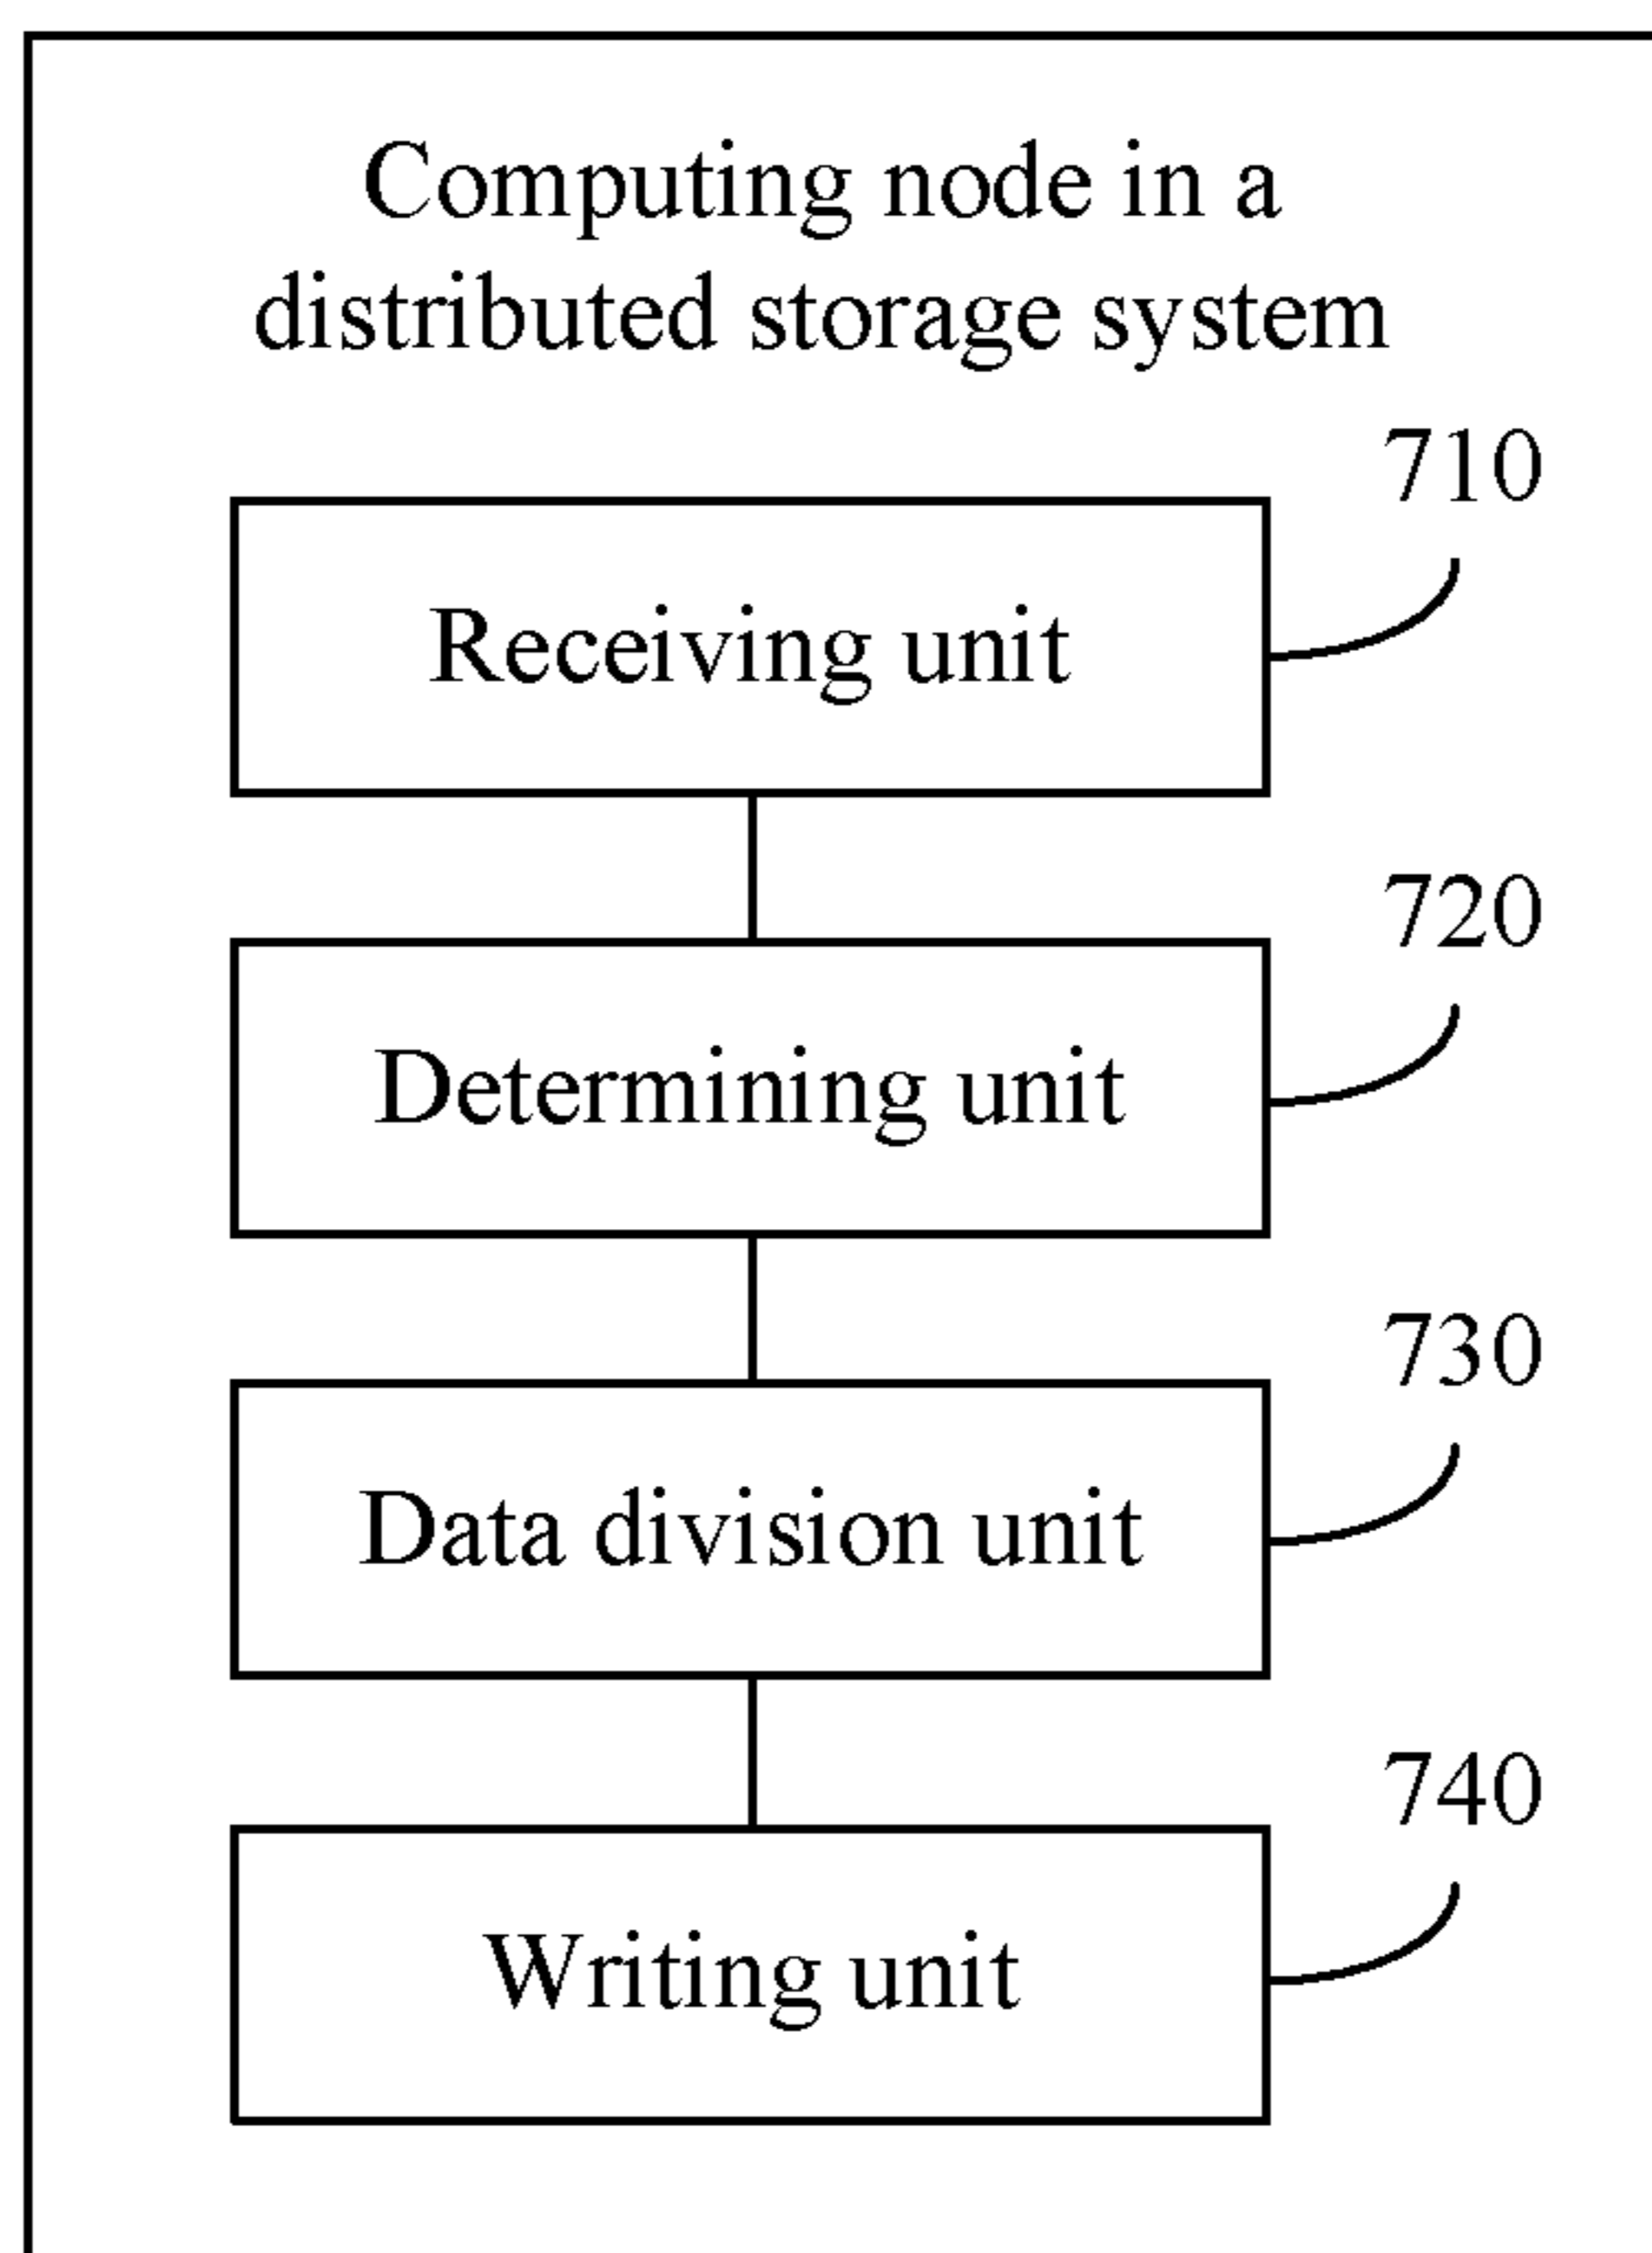 Computing node in a
distributed storage system
710
Receiving unit
720
Determining unit
730
Data division unit
740
Writing unit